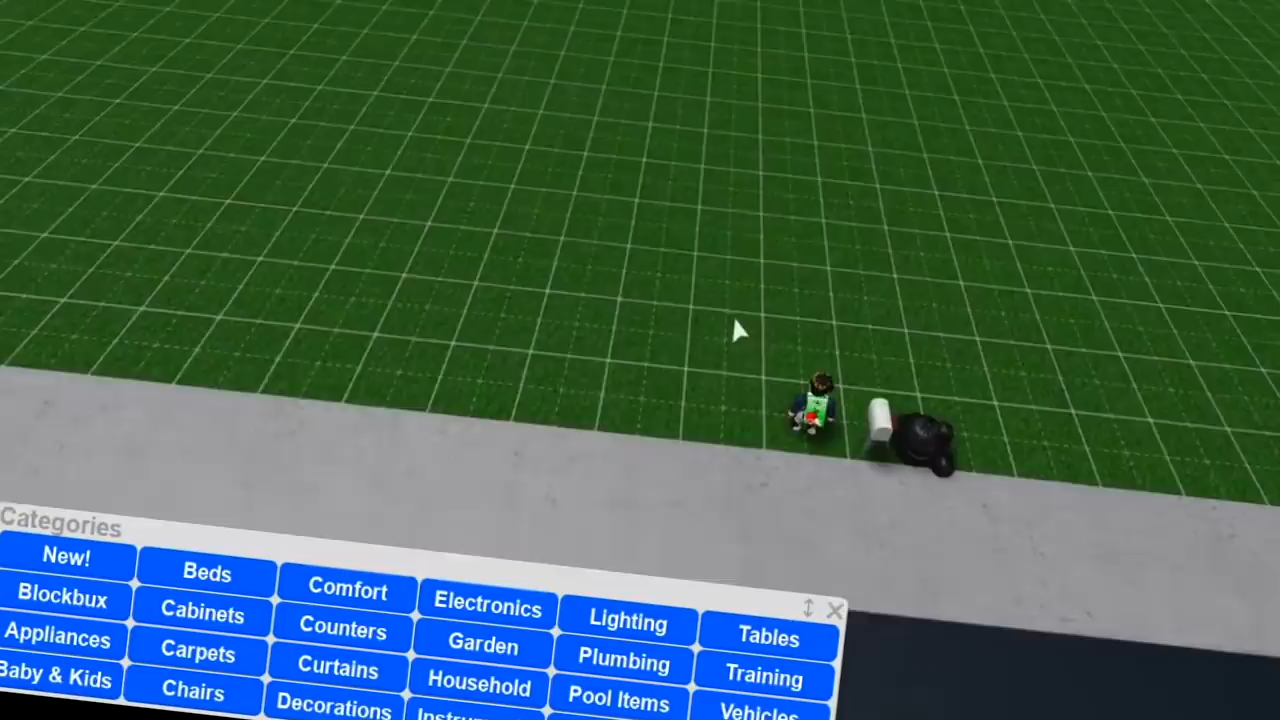 Categories
New!
Beds
Comfort
Electronics
Lighting
Tables
Blockbux
Cabinets
Counters
Garden
Plumbing
Training
Appliances
Carpets
Curtains
Household
Pool Items
Vehicles
Baby & Kids
Chairs
Decorations